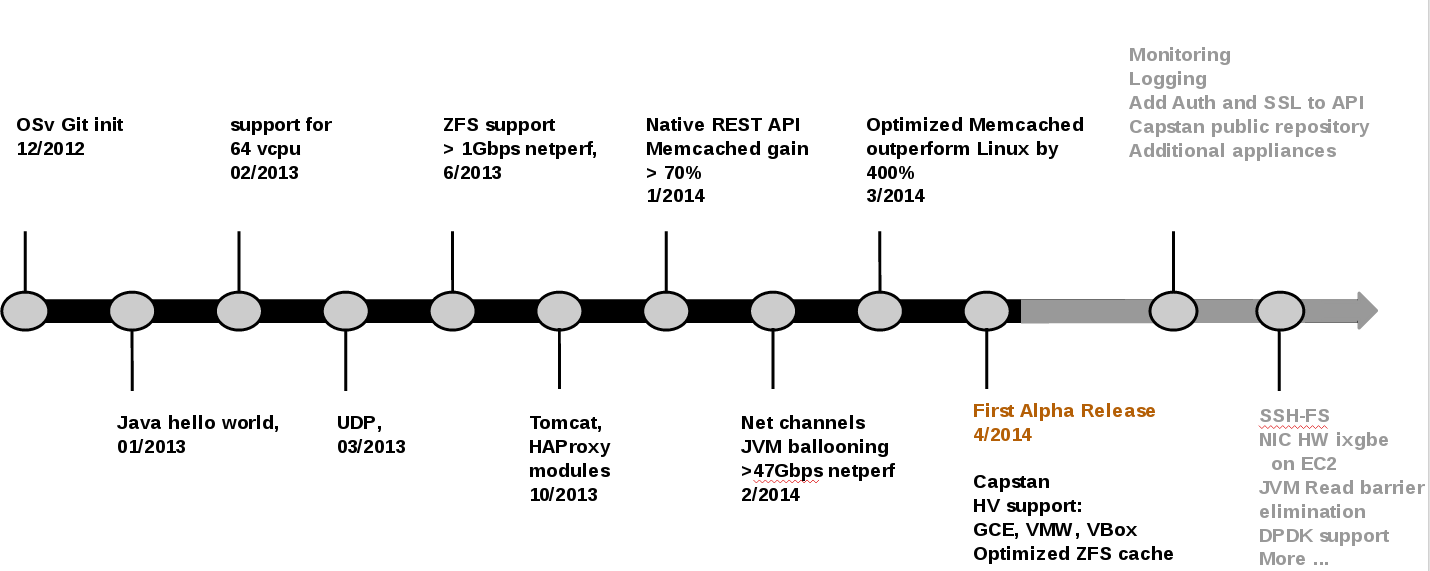 OSv Git init
12/2012
Java hello world,
01/2013
support for
64 vcpu
02/2013
UDP,
03/2013
ZFS support
> 1Gbps netperf,
6/2013
Tomcat,
HAProxy
modules
10/2013
Native REST API
Memcached gain
> 70%
1/2014
Net channels
JVM ballooning
>47Gbps netperf
2/2014
Optimized Memcached
outperform Linux by
400%
3/2014
First Alpha Release
4/2014
Capstan
HV support:
GCE, VMW, VBox
Optimized ZFS cache
Monitoring
Logging
Add Auth and SSL to API
Capstan public repository
Additional appliances
SSH-FS
NIC HW ixgbe
on EC2
JVM Read barrier
elimination
DPDK support
More ...